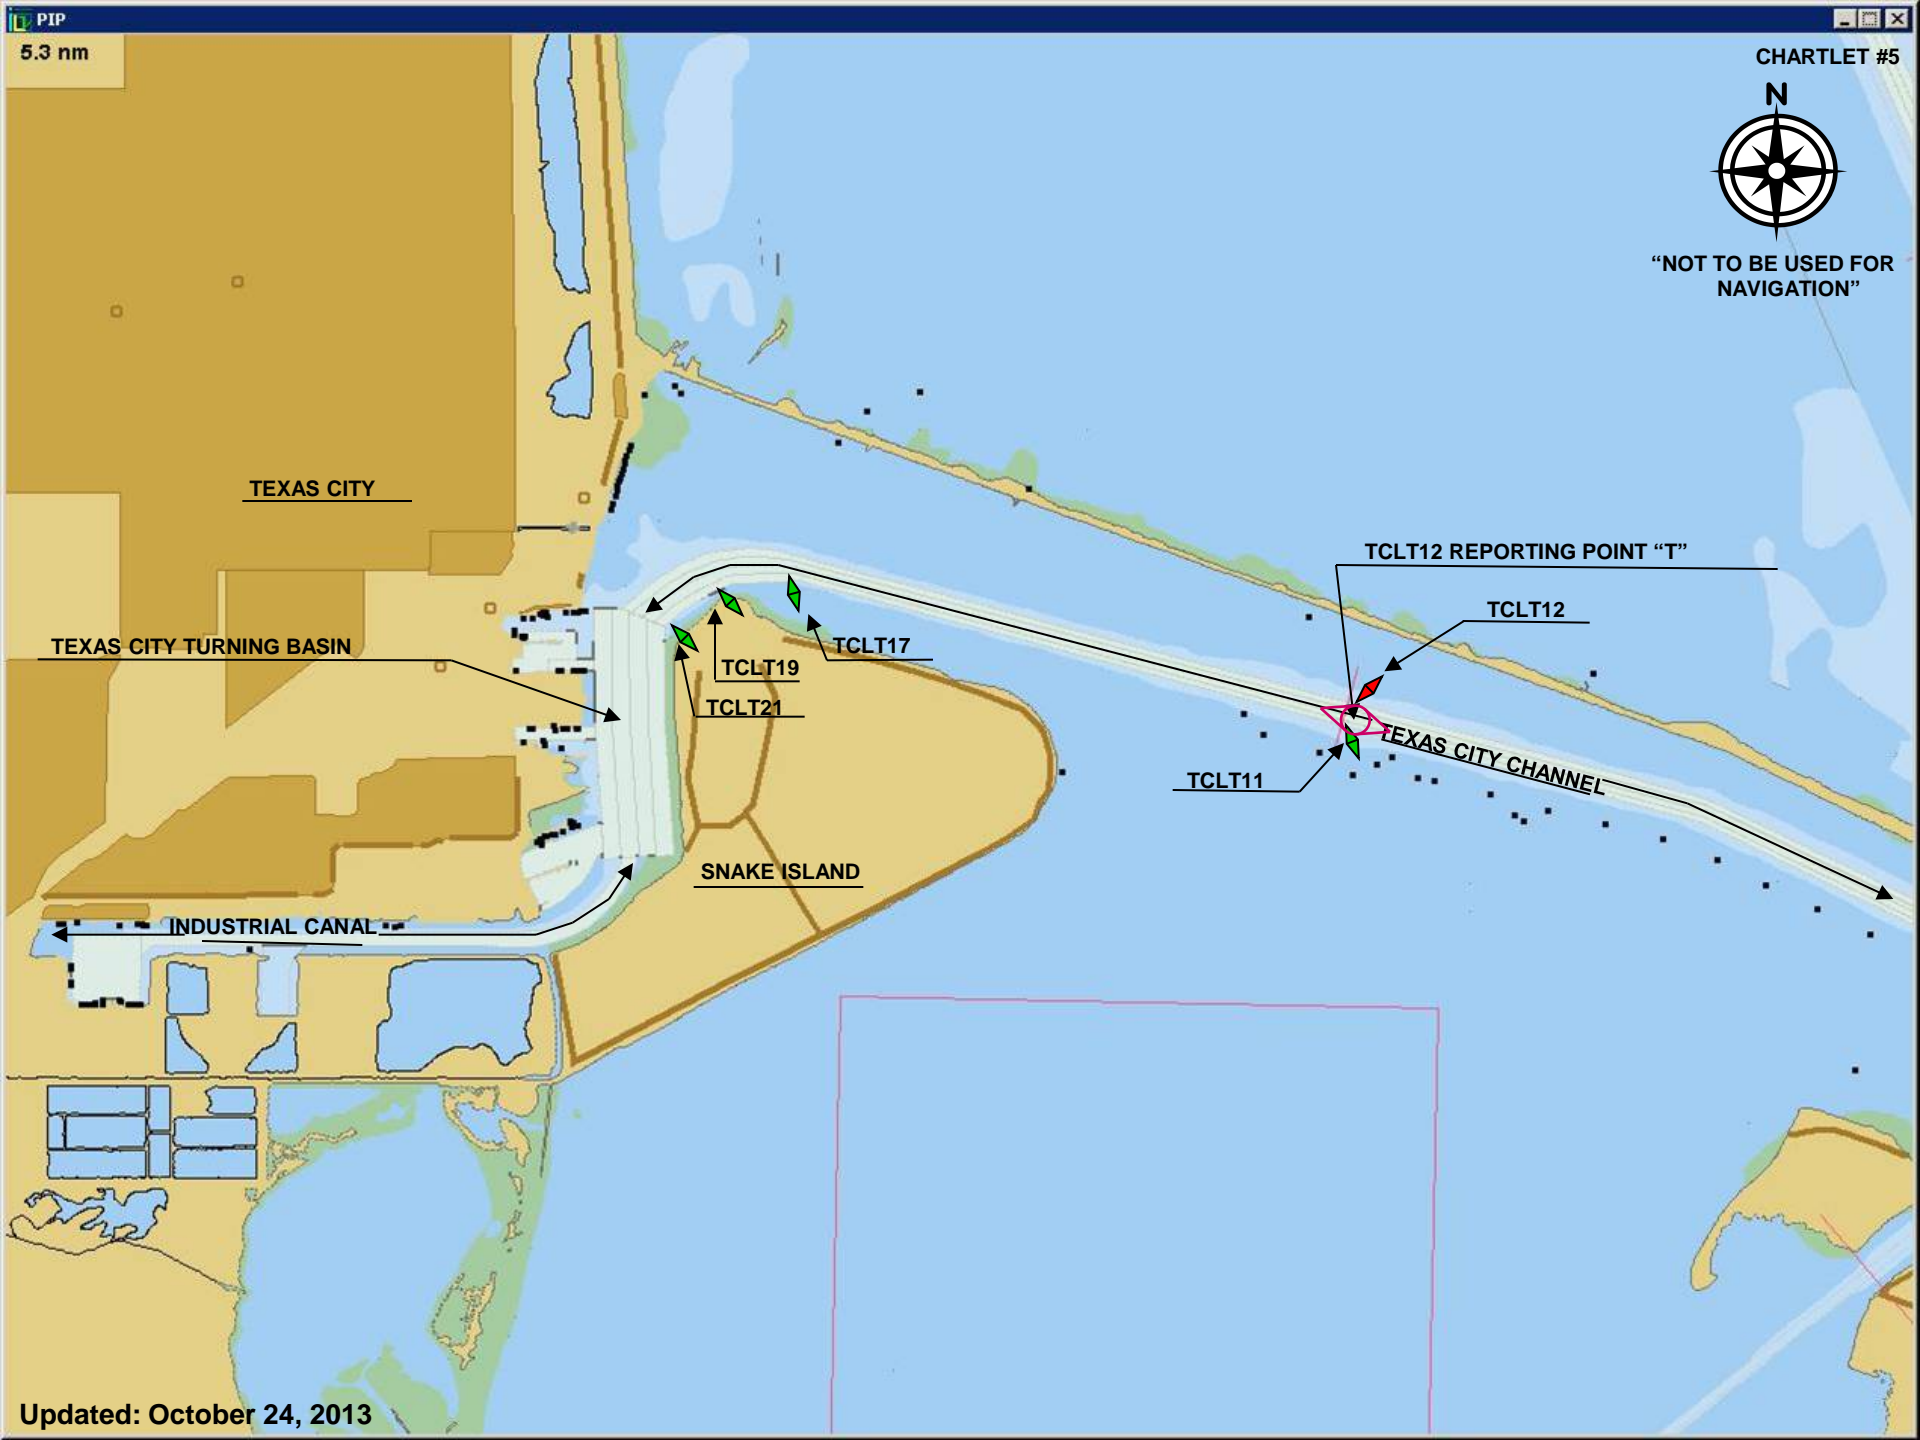 PIP
5.3 nm
CHARTLET #5
N
“NOT TO BE USED FOR
NAVIGATION”
TEXAS CITY
TCLT12 REPORTING POINT “T”
TCLT12
TEXAS CITY TURNING BASIN
TCLT17
TCLT19
TCLT21
TEXAS CITY CHANNEL
TCLT11
SNAKE ISLAND
INDUSTRIAL CANAL
Updated: October 24, 2013